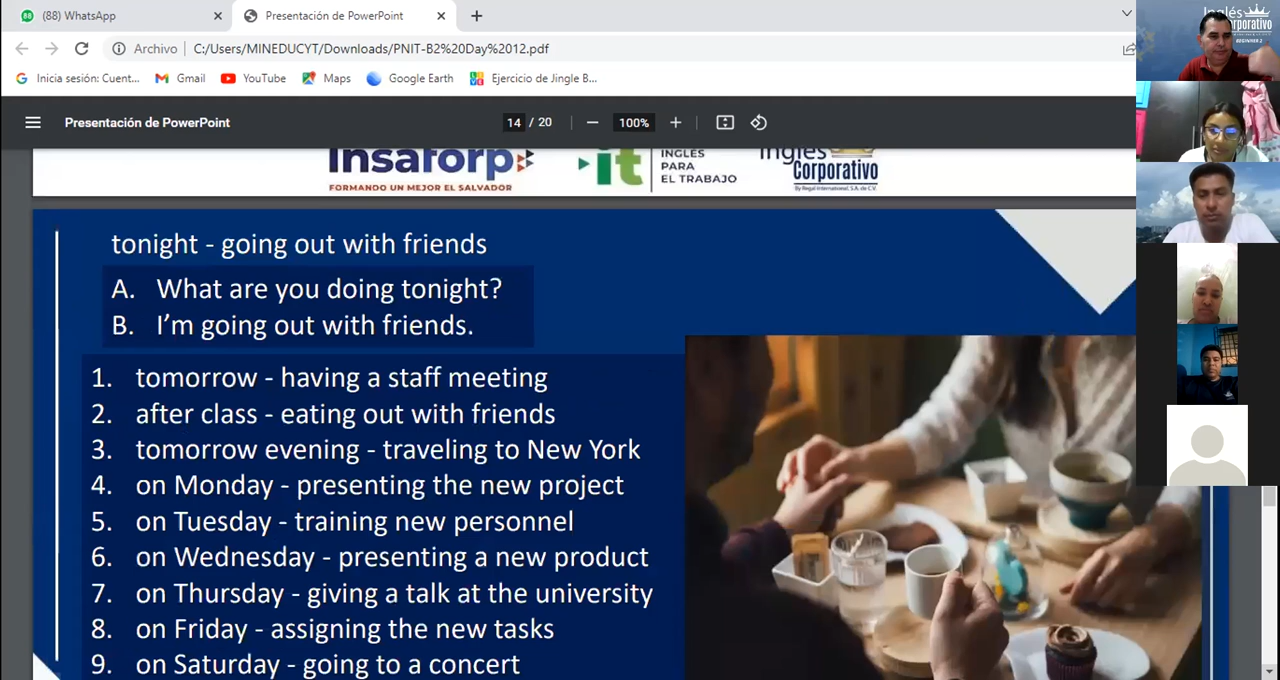 (88) WhatsApp
Presentación de PowerPoint
Archivo
C:/Users/MINEDUCYT/Downloads/PNIT-B2%20Day%2012.pdf
Inicia sesión: Cuent...
Gmail
YouTube
Maps
Google Earth
Ejercicio de Jingle B...
Presentación de PowerPoint
14 / 20
100%
Insaforp
FORMANDO UN MEJOR EL SALVADOR
it
INGLÉS
PARA
EL TRABAJO
Inglés
Corporativo
By Regal International, S.A. de C.V.
tonight - going out with friends
A. What are you doing tonight?
B. I'm going out with friends.
1. tomorrow - having a staff meeting
2. after class - eating out with friends
3. tomorrow evening - traveling to New York
4. on Monday - presenting the new project
5. on Tuesday - training new personnel
6. on Wednesday - presenting a new product
7. on Thursday - giving a talk at the university
8. on Friday - assigning the new tasks
9. on Saturday - going to a concert